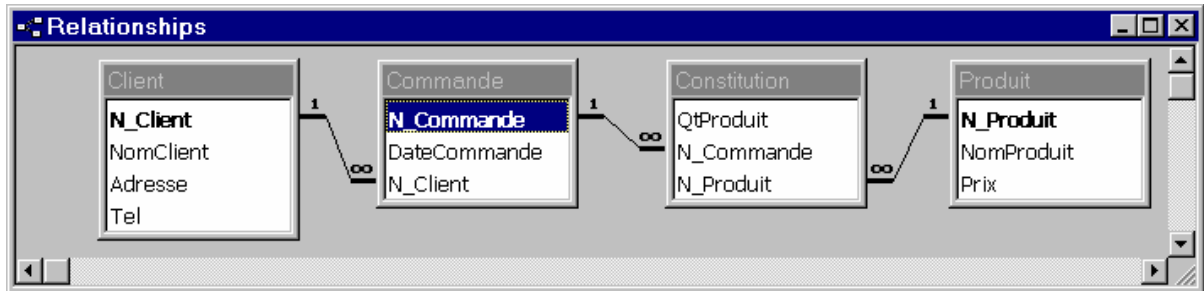 Relationships
Client
N_Client
NomClient
Adresse
Tel
1
∞
Commande
N_Commande
DateCommande
N_Client
1
∞
Constitution
QtProduit
N_Commande
N_Produit
∞
1
Produit
N_Produit
NomProduit
Prix